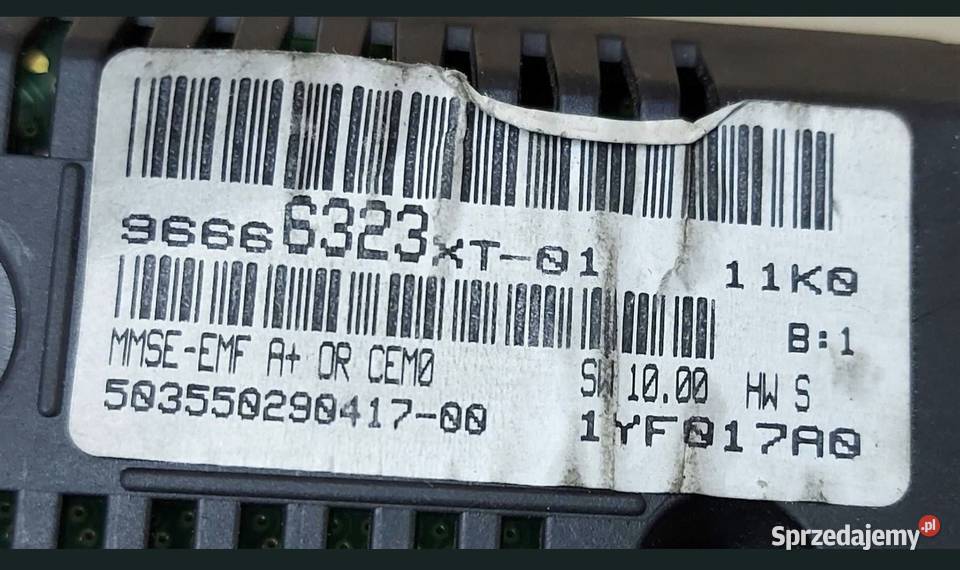 96666323XT-01 11K0
B:1
MMSE-EMF A+ OR CEM0 SW 10.00 HW S
503550290417-00 1YF017A0
Sprzedajemy.pl